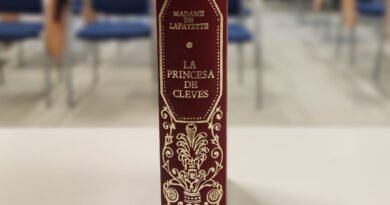 MADAME
DE
LAFAYETTE
LA
PRINCESA
DE
CLEVES